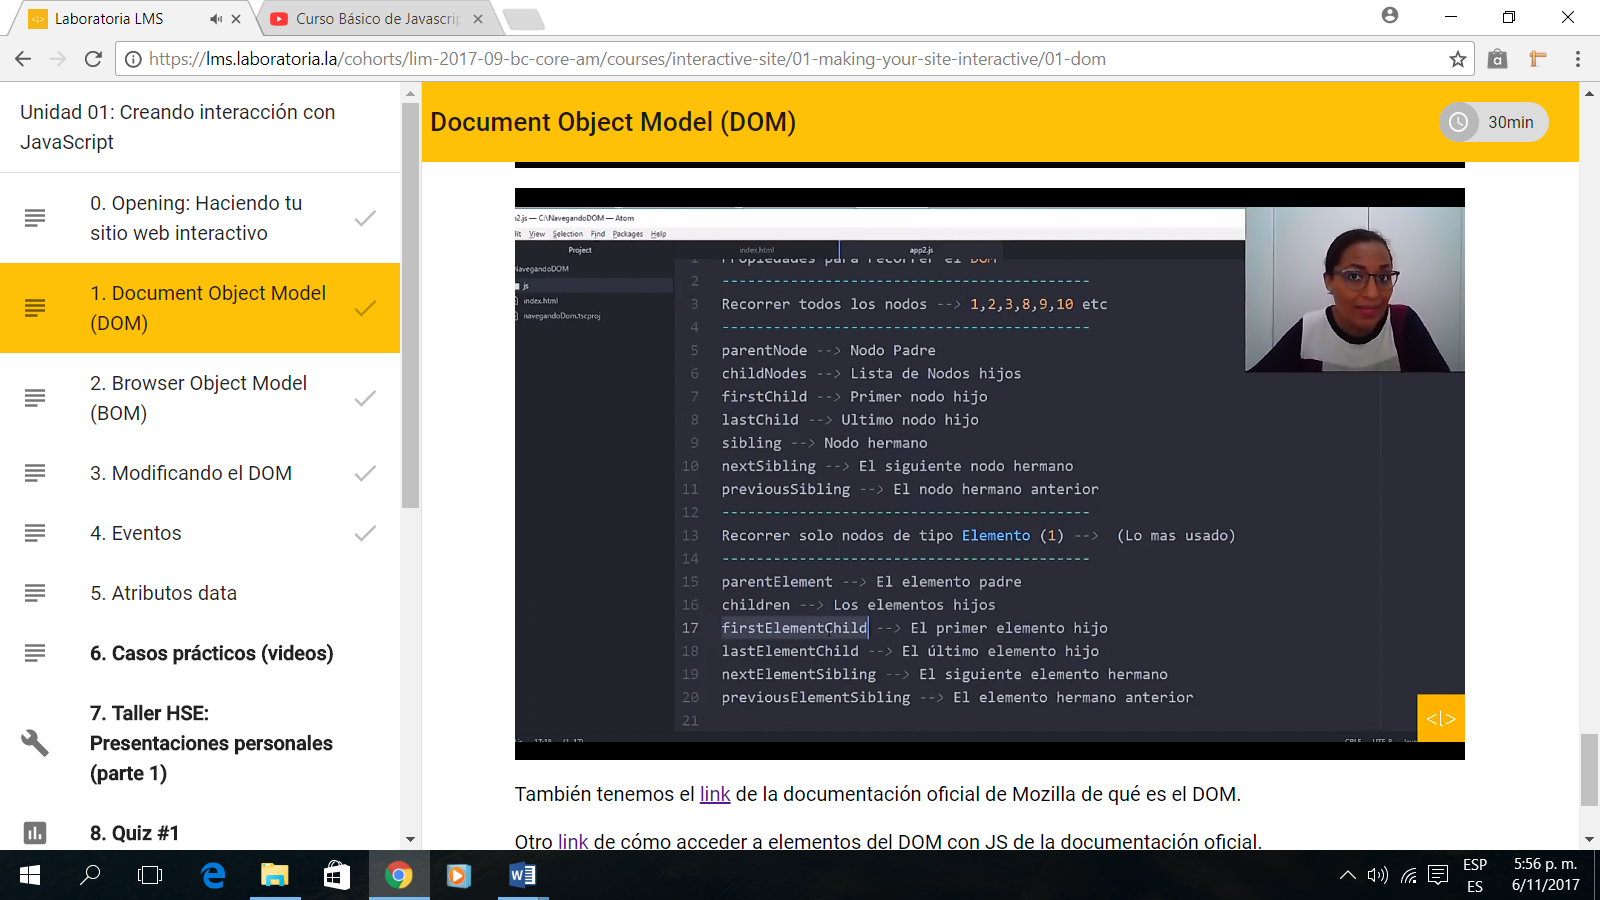 Laboratoria LMS
Curso Básico de Javascrip
https://lms.laboratoria.la/cohorts/lim-2017-09-bc-core-am/courses/interactive-site/01-making-your-site-interactive/01-dom
Unidad 01: Creando interacción con
JavaScript
0. Opening: Haciendo tu
sitio web interactivo
1. Document Object Model
(DOM)
2. Browser Object Model
(BOM)
3. Modificando el DOM
4. Eventos
5. Atributos data
6. Casos prácticos (videos)
7. Taller HSE:
Presentaciones personales
(parte 1)
8. Quiz #1
Document Object Model (DOM)
30min
p2.js — C:\NavegandoDOM — Atom
dit View Selection Find Packages Help
Project
index.html
app2.js
NavegandoDOM
js
index.html
navegandoDom.tscproj
1 Propiedades para recorrer el DOM
2 -------------------------------------------
3 Recorrer todos los nodos --> 1,2,3,8,9,10 etc
4 -------------------------------------------
5 parentNode --> Nodo Padre
6 childNodes --> Lista de Nodos hijos
7 firstChild --> Primer nodo hijo
8 lastChild --> Ultimo nodo hijo
9 sibling --> Nodo hermano
10 nextSibling --> El siguiente nodo hermano
11 previousSibling --> El nodo hermano anterior
12 -------------------------------------------
13 Recorrer solo nodos de tipo Elemento (1) --> (Lo mas usado)
14 -------------------------------------------
15 parentElement --> El elemento padre
16 children --> Los elementos hijos
17 firstElementChild --> El primer elemento hijo
18 lastElementChild --> El último elemento hijo
19 nextElementSibling --> El siguiente elemento hermano
20 previousElementSibling --> El elemento hermano anterior
21
<|>
También tenemos el link de la documentación oficial de Mozilla de qué es el DOM.
Otro link de cómo acceder a elementos del DOM con JS de la documentación oficial.
ESP
ES
5:56 p. m.
6/11/2017